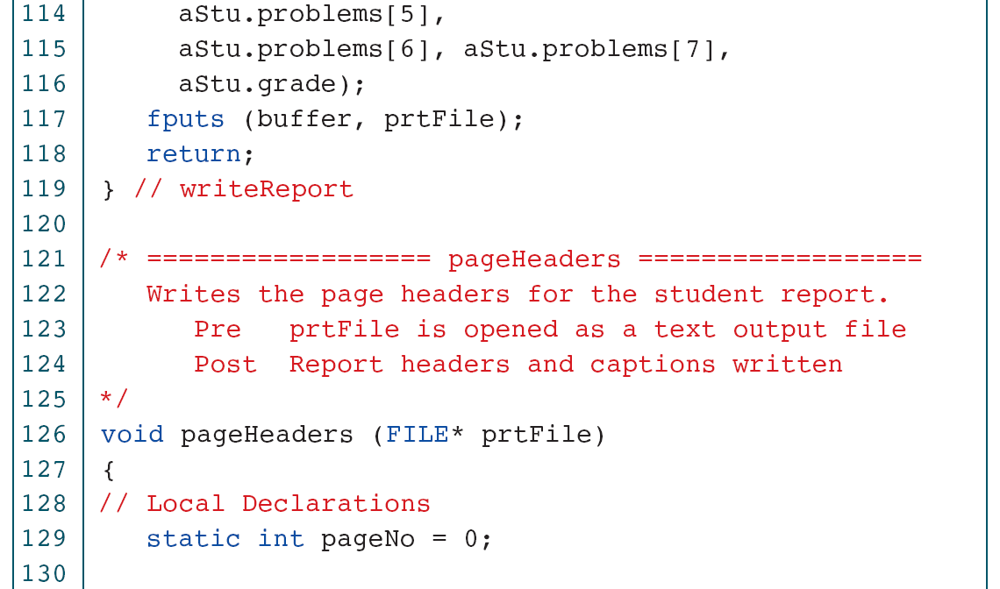 114 aStu.problems[5],
115 aStu.problems[6], aStu.problems[7],
116 aStu.grade);
117 fputs (buffer, prtFile);
118 return;
119 } // writeReport
120
121 /* ================== pageHeaders ==================
122 Writes the page headers for the student report.
123 Pre prtFile is opened as a text output file
124 Post Report headers and captions written
125 */
126 void pageHeaders (FILE* prtFile)
127 {
128 // Local Declarations
129 static int pageNo = 0;
130